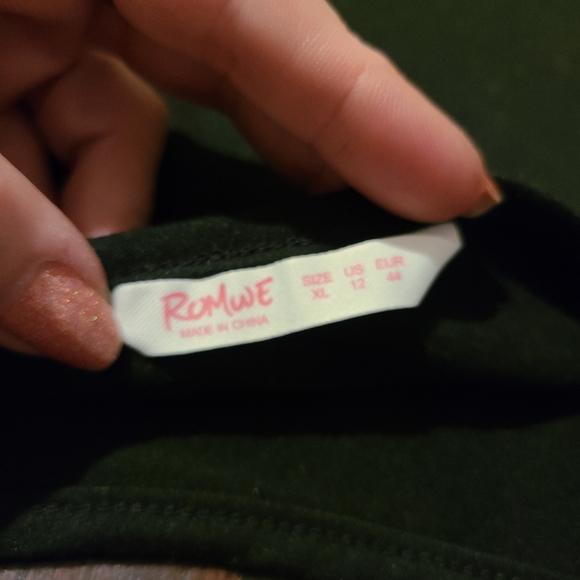 ROMWE
MADE IN CHINA
SIZE US EUR
XL 12 44